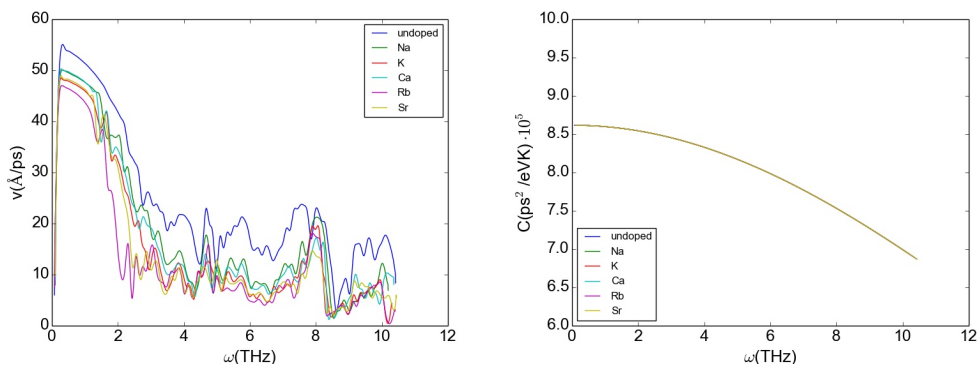 60
50
40
30
20
10
0
v(Å/ps)
0 2 4 6 8 10 12
ω(THz)
undoped
Na
K
Ca
Rb
Sr
10.0
9.5
9.0
8.5
8.0
7.5
7.0
6.5
6.0
C(ps² /eVK) ·10⁵
0 2 4 6 8 10 12
ω(THz)
undoped
Na
K
Ca
Rb
Sr